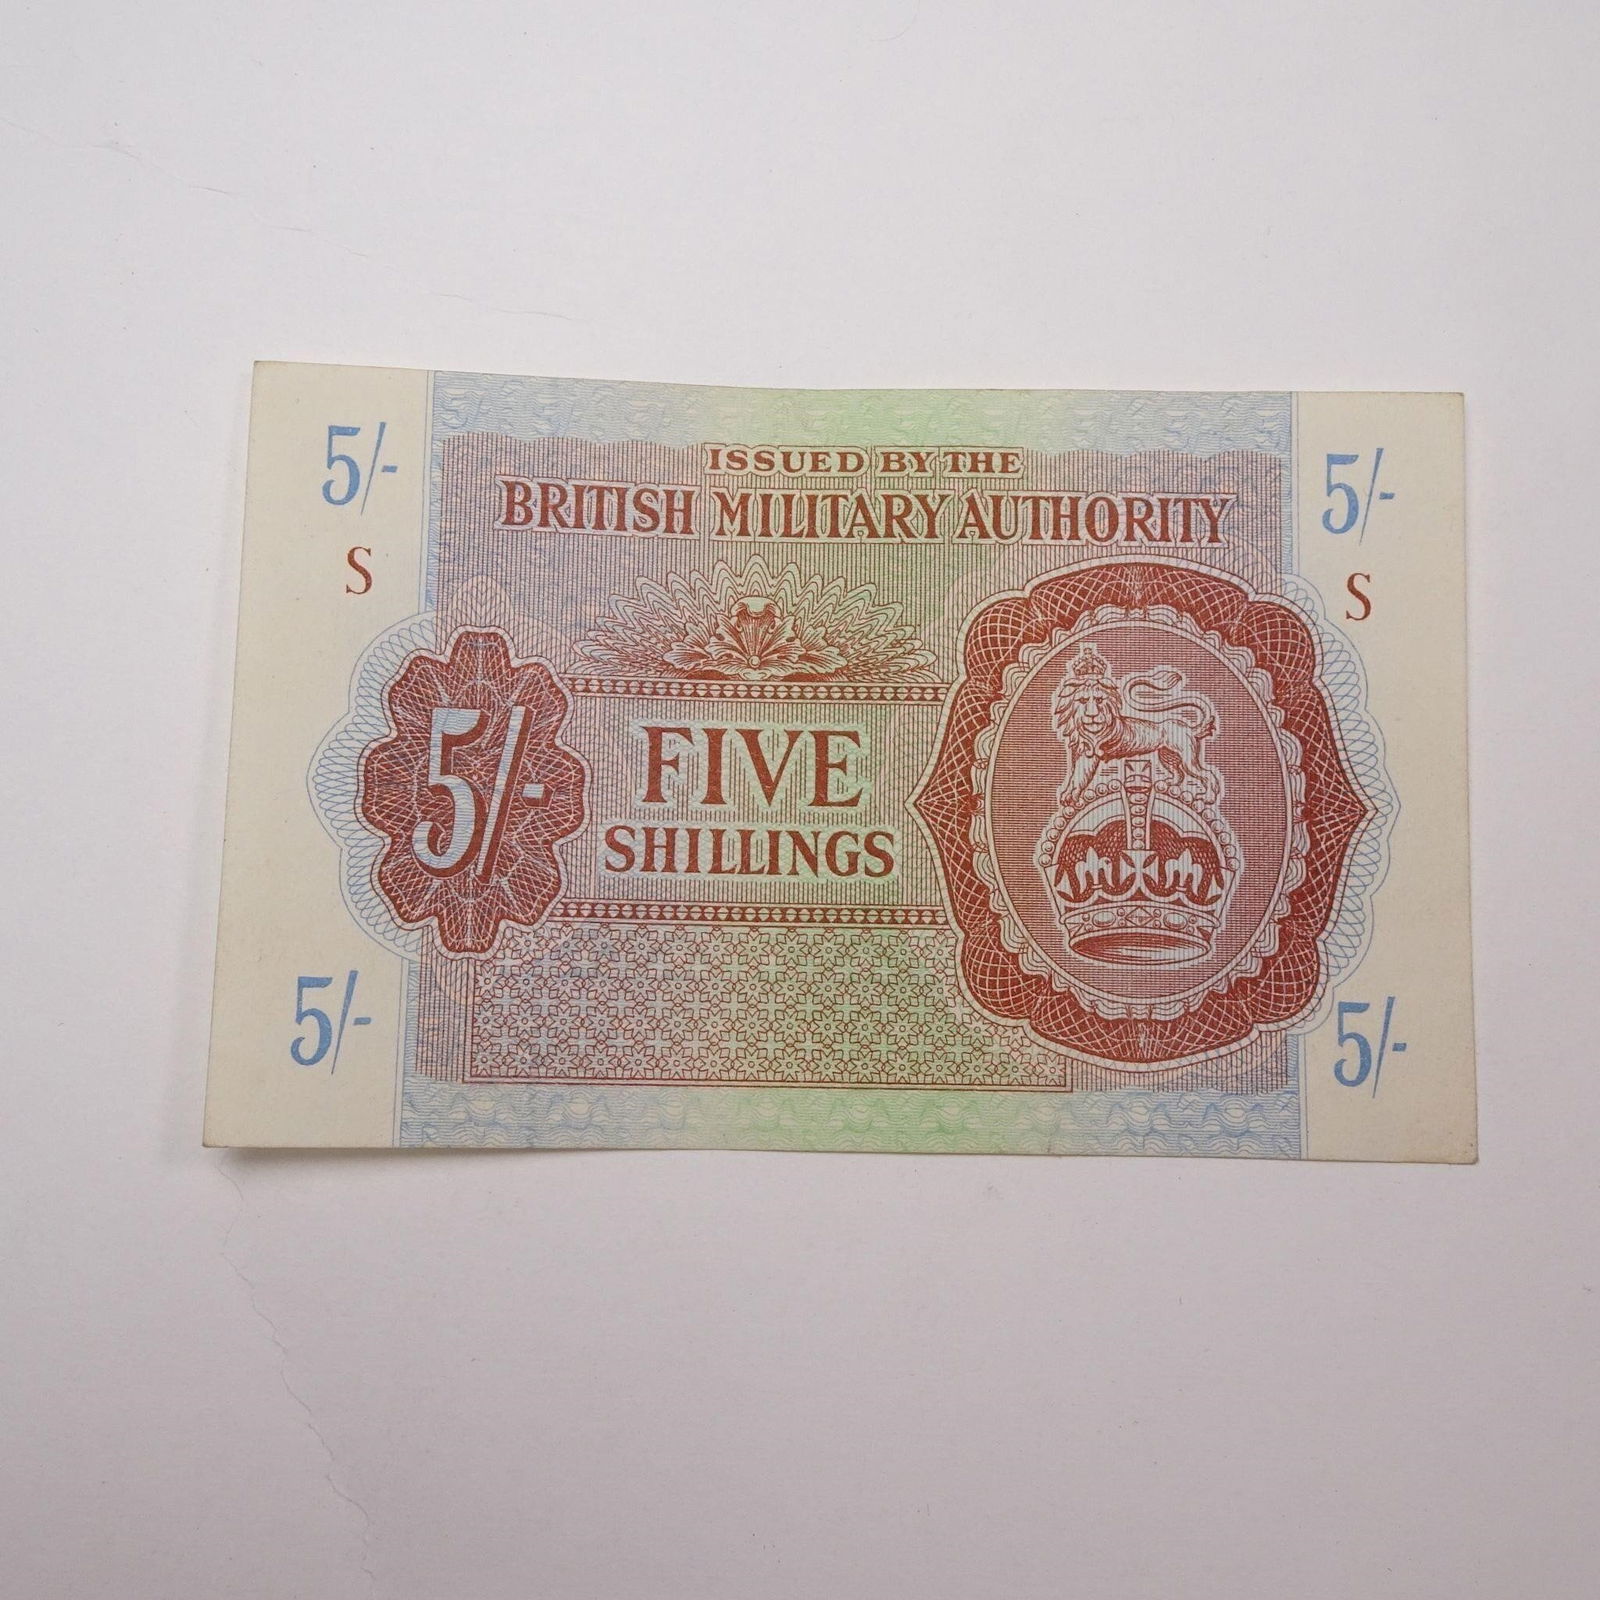 5/-
5/-
ISSUED BY THE
BRITISH MILITARY AUTHORITY
S
S
5/-
FIVE
SHILLINGS
5/-
5/-